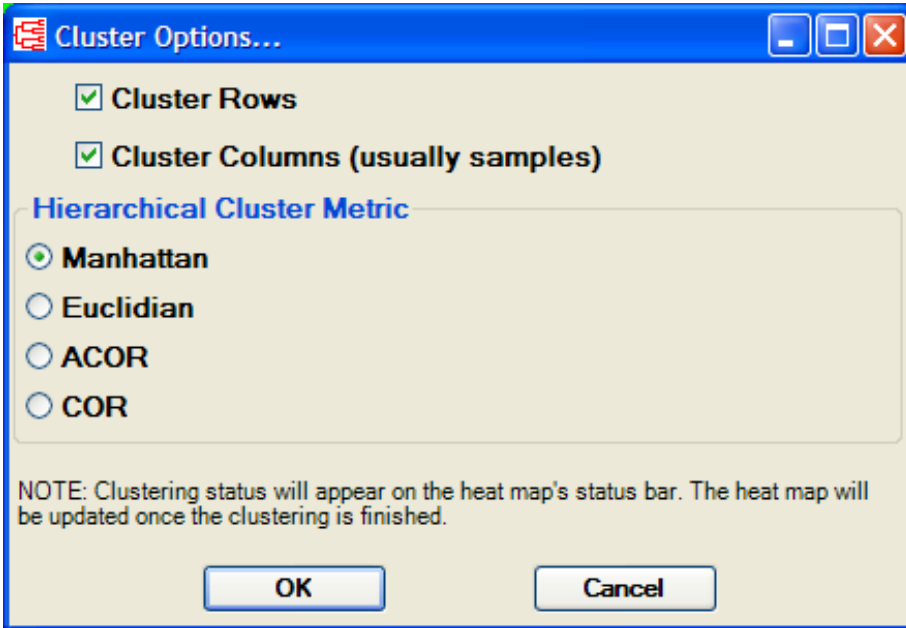 Cluster Options...
Cluster Rows
Cluster Columns (usually samples)
Hierarchical Cluster Metric
Manhattan
Euclidian
ACOR
COR
NOTE: Clustering status will appear on the heat map's status bar. The heat map will
be updated once the clustering is finished.
OK
Cancel